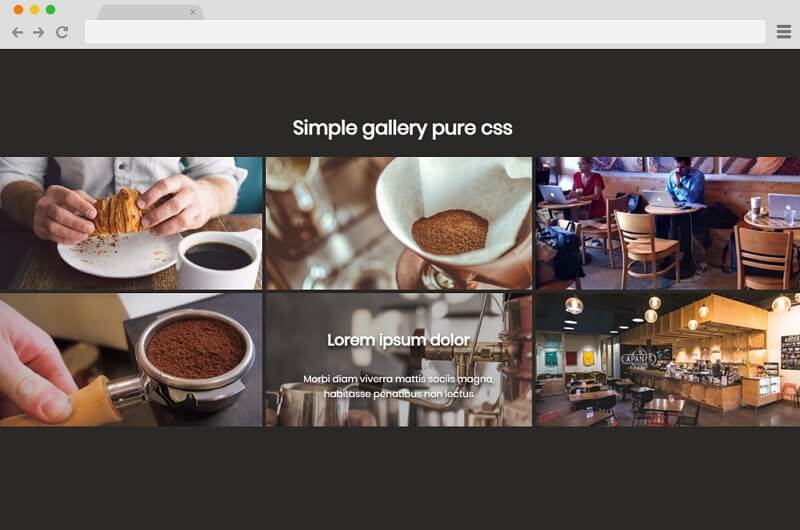 Simple gallery pure css
Lorem ipsum dolor
Morbi diam viverra mattis sociis magna,
habitasse penatibus non lectus